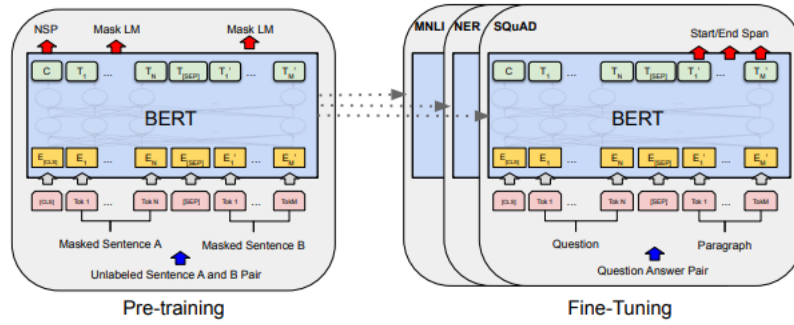 NSP Mask LM Mask LM
C T1 ... TN T[SEP] T1' ... TM'
BERT
E[CLS] E1 ... EN E[SEP] E1' ... EM'
[CLS] Tok 1 ... Tok N [SEP] Tok 1 ... TokM
Masked Sentence A Masked Sentence B
Unlabeled Sentence A and B Pair
Pre-training
MNLI NER SQuAD
Start/End Span
C T1 ... TN T[SEP] T1' ... TM'
BERT
E[CLS] E1 ... EN E[SEP] E1' ... EM'
[CLS] Tok 1 ... Tok N [SEP] Tok 1 ... TokM
Question Paragraph
Question Answer Pair
Fine-Tuning